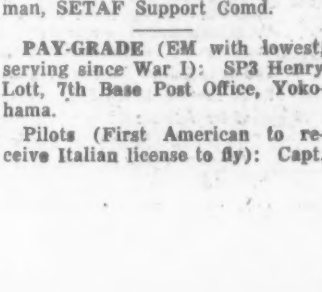 man, SETAF Support Comd.
PAY-GRADE (EM with lowest,
serving since War I): SP3 Henry
Lott, 7th Base Post Office, Yoko-
hama.
Pilots (First American to re-
ceive Italian license to fly): Capt.